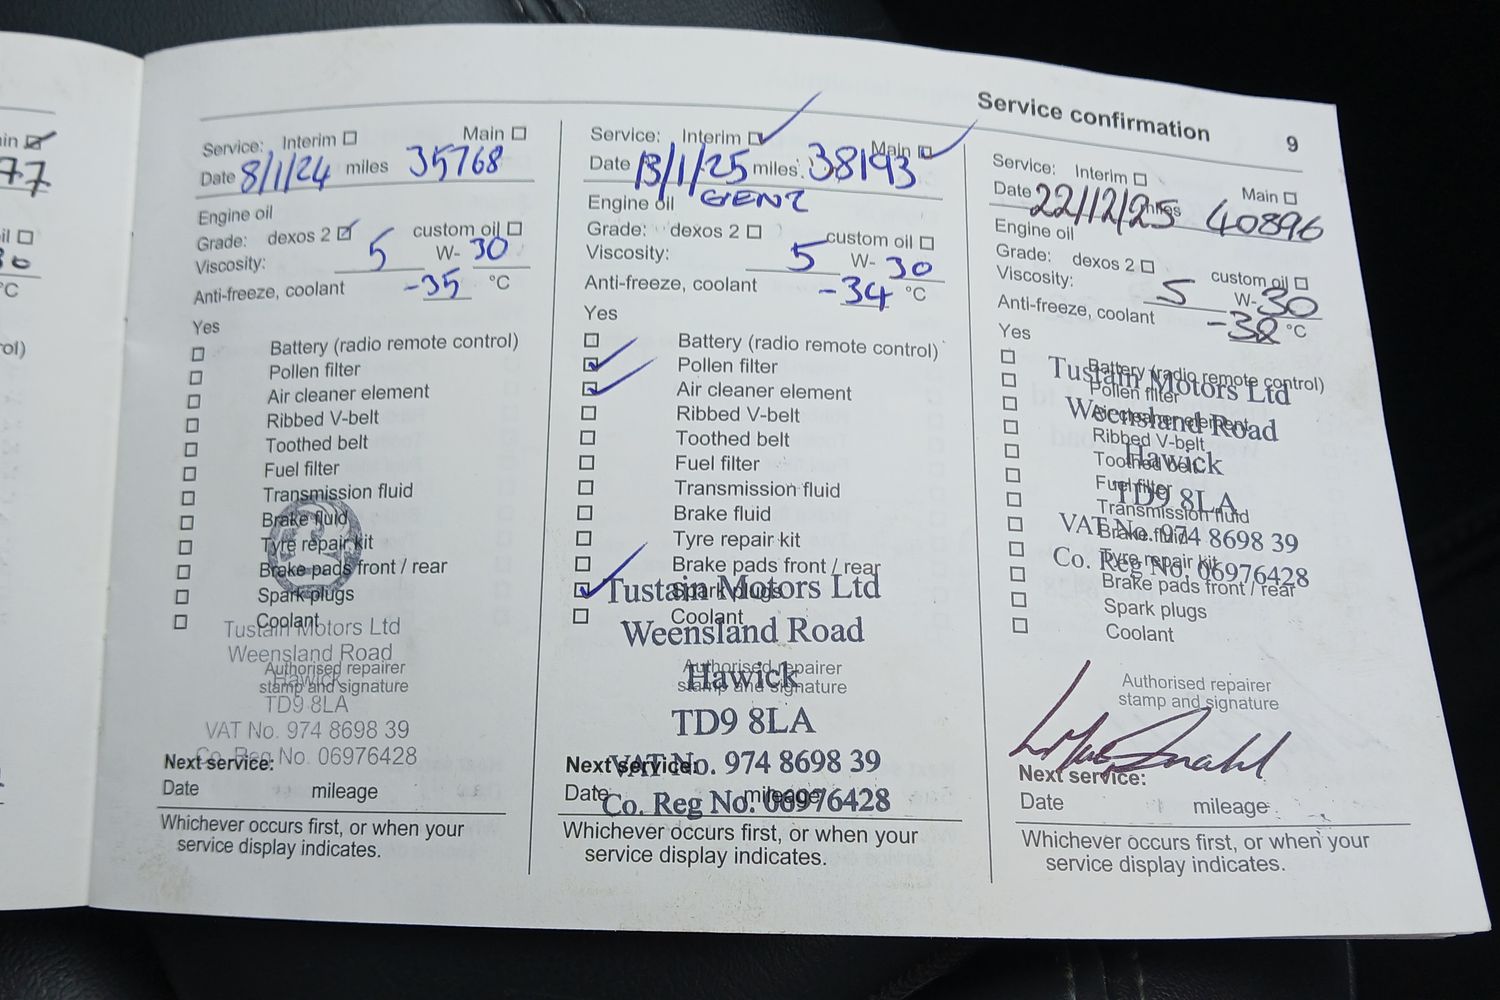 Service confirmation 9
in
77
il
30
°C
rol)
Service: Interim Main
Date 8/1/24 miles 35768
Engine oil
Grade: dexos 2 custom oil
Viscosity: 5 W- 30
Anti-freeze, coolant -35 °C
Yes
Battery (radio remote control)
Pollen filter
Air cleaner element
Ribbed V-belt
Toothed belt
Fuel filter
Transmission fluid
Brake fluid
Tyre repair kit
Brake pads front / rear
Spark plugs
Coolant
Tustain Motors Ltd
Weensland Road
Authorised repairer
Hawick
stamp and signature
TD9 8LA
VAT No. 974 8698 39
Co. Reg No. 06976428
Next service:
Date mileage
Whichever occurs first, or when your
service display indicates.
Service: Interim Main
Date 13/1/25 miles 38193
Engine oil GEN2
Grade: dexos 2 custom oil
Viscosity: 5 W- 30
Anti-freeze, coolant -34 °C
Yes
Battery (radio remote control)
Pollen filter
Air cleaner element
Ribbed V-belt
Toothed belt
Fuel filter
Transmission fluid
Brake fluid
Tyre repair kit
Brake pads front / rear
Spark plugs
Tustain Motors Ltd
Coolant
Weensland Road
Authorised repairer
Hawick
stamp and signature
TD9 8LA
Next service:
VAT No. 974 8698 39
Date mileage
Co. Reg No. 06976428
Whichever occurs first, or when your
service display indicates.
Service: Interim Main
Date 22/12/25 miles 40896
Engine oil
Grade: dexos 2 custom oil
Viscosity: 5 W- 30
Anti-freeze, coolant -38 °C
Yes
Battery (radio remote control)
Tustain Motors Ltd
Pollen filter
Weensland Road
Air cleaner element
Ribbed V-belt
Hawick
Toothed belt
Fuel filter
TD9 8LA
Transmission fluid
VAT No. 974 8698 39
Brake fluid
Tyre repair kit
Co. Reg No. 06976428
Brake pads front / rear
Spark plugs
Coolant
Authorised repairer
stamp and signature
Next service:
Date mileage
Whichever occurs first, or when your
service display indicates.